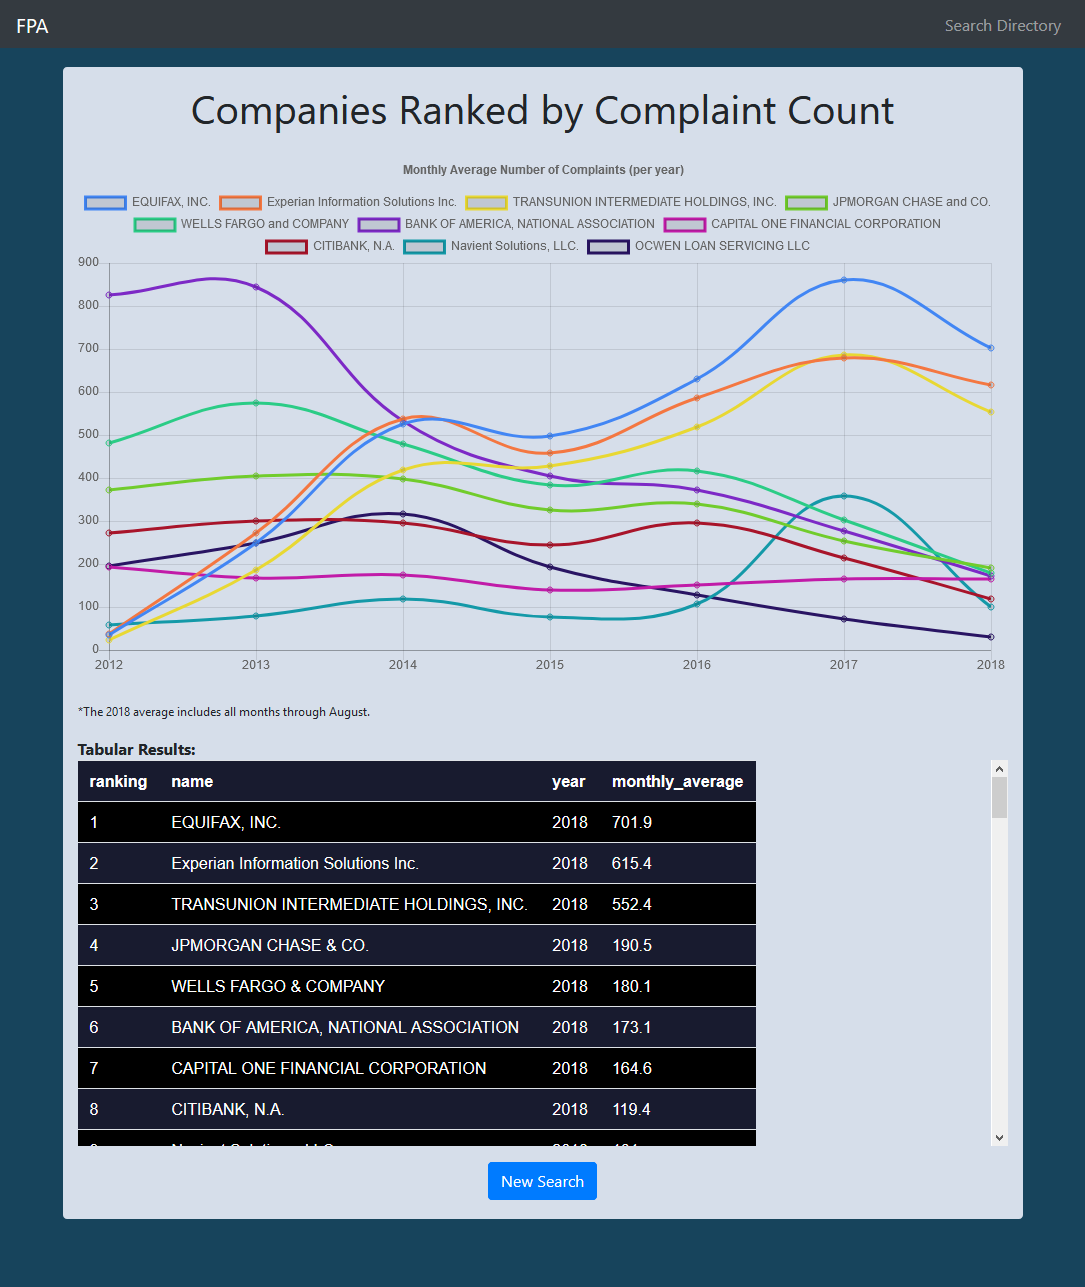 FPA Search Directory
Companies Ranked by Complaint Count
Monthly Average Number of Complaints (per year)
EQUIFAX, INC. Experian Information Solutions Inc. TRANSUNION INTERMEDIATE HOLDINGS, INC. JPMORGAN CHASE and CO.
WELLS FARGO and COMPANY BANK OF AMERICA, NATIONAL ASSOCIATION CAPITAL ONE FINANCIAL CORPORATION
CITIBANK, N.A. Navient Solutions, LLC. OCWEN LOAN SERVICING LLC
900
800
700
600
500
400
300
200
100
0
2012 2013 2014 2015 2016 2017 2018
*The 2018 average includes all months through August.
Tabular Results:
ranking name year monthly_average
1 EQUIFAX, INC. 2018 701.9
2 Experian Information Solutions Inc. 2018 615.4
3 TRANSUNION INTERMEDIATE HOLDINGS, INC. 2018 552.4
4 JPMORGAN CHASE & CO. 2018 190.5
5 WELLS FARGO & COMPANY 2018 180.1
6 BANK OF AMERICA, NATIONAL ASSOCIATION 2018 173.1
7 CAPITAL ONE FINANCIAL CORPORATION 2018 164.6
8 CITIBANK, N.A. 2018 119.4
New Search